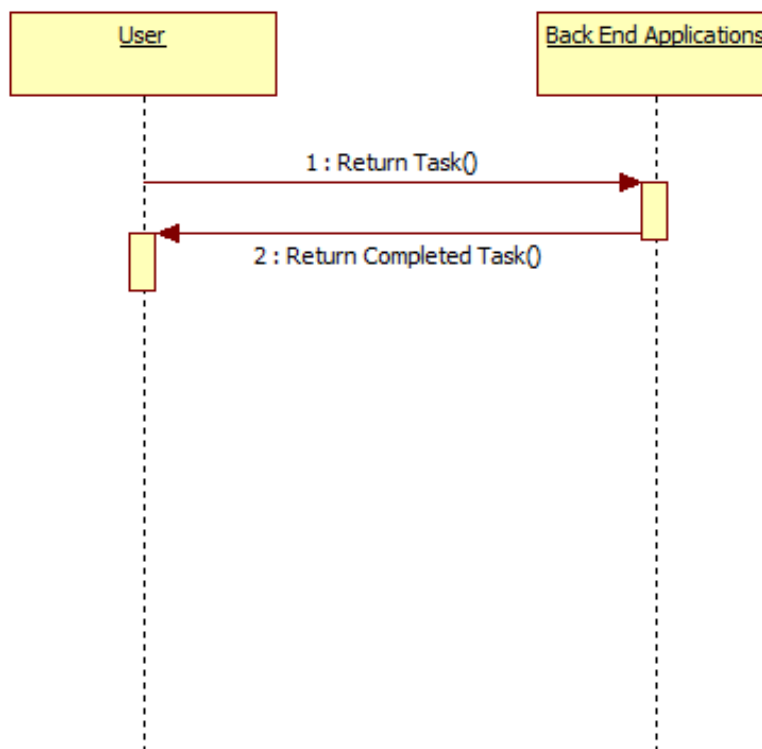 User
Back End Applications
1 : Return Task()
2 : Return Completed Task()